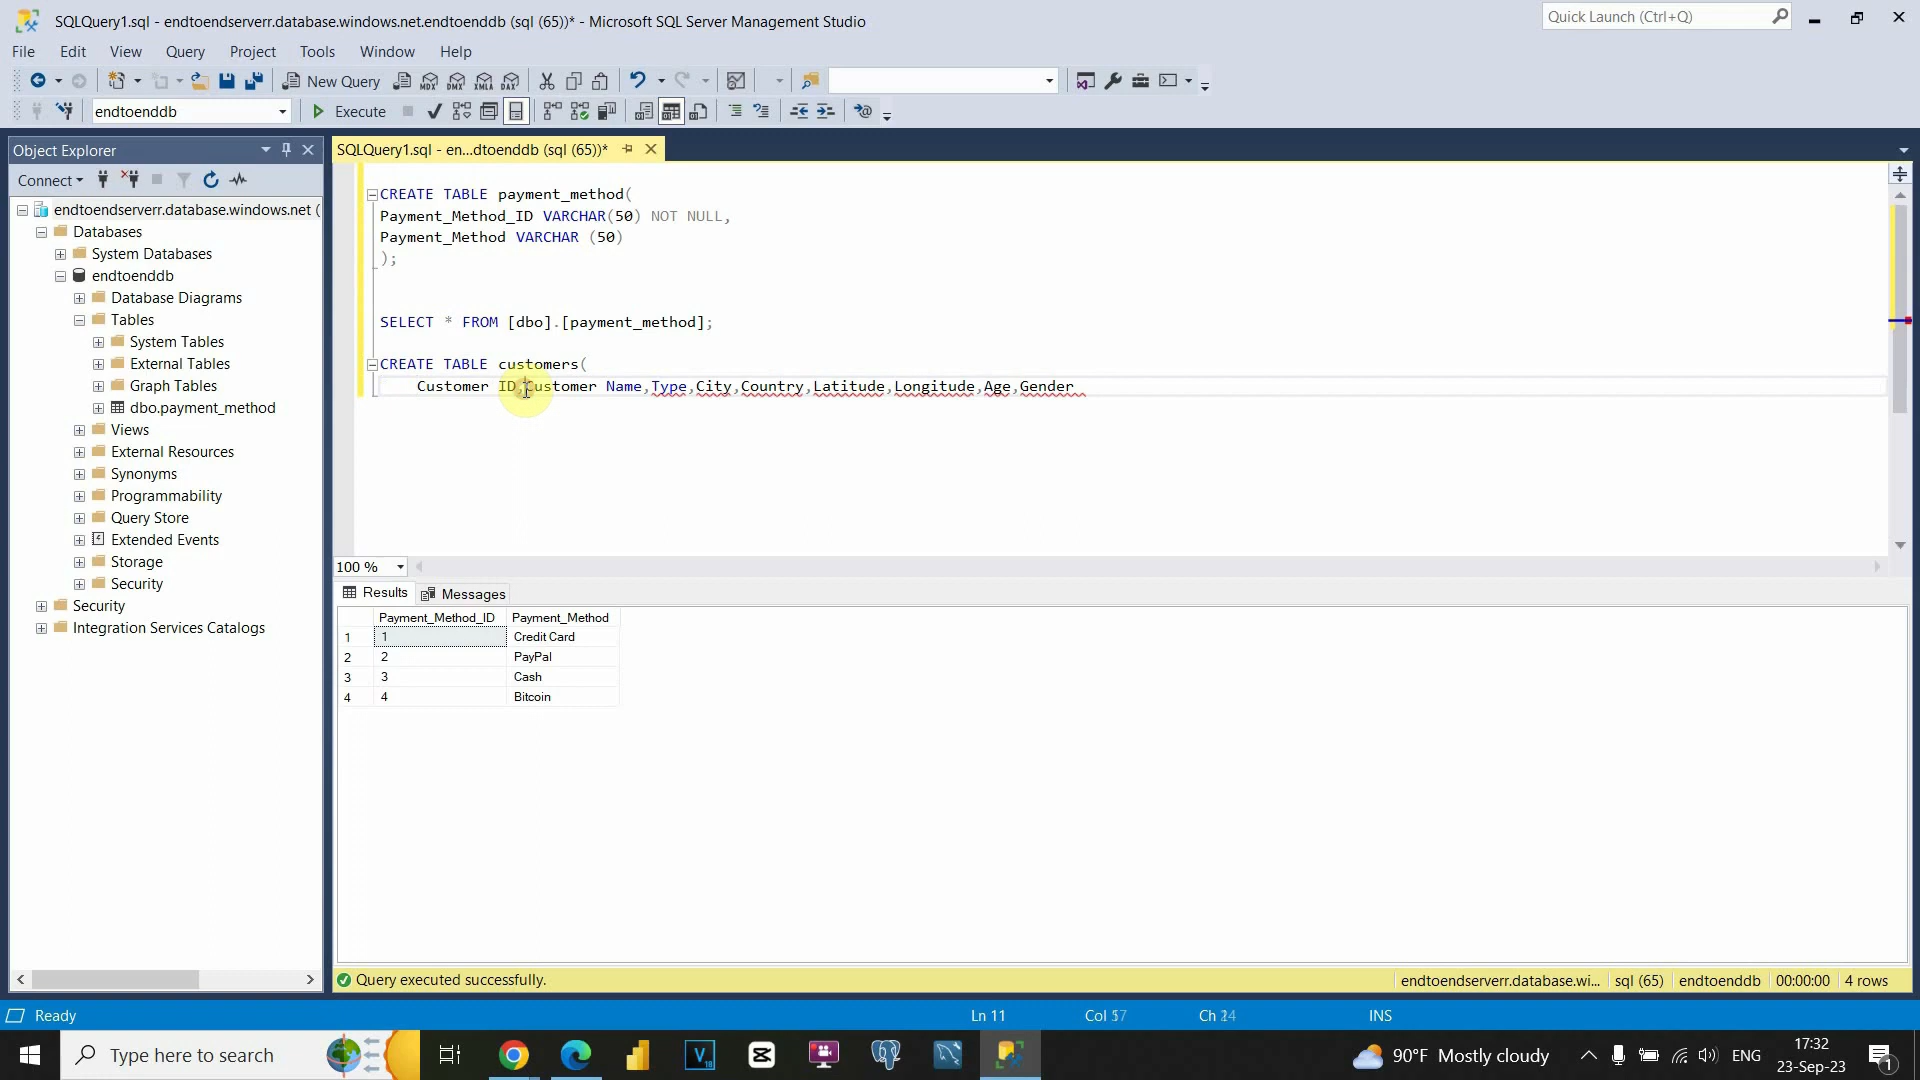 SQLQuery1.sql - endtoendserverr.database.windows.net.endtoenddb (sql (65))* - Microsoft SQL Server Management Studio
Quick Launch (Ctrl+Q)
File Edit View Query Project Tools Window Help
New Query
MDX DMX XMLA DAX
endtoenddb
Execute
Object Explorer
SQLQuery1.sql - en...dtoenddb (sql (65))*
Connect
endtoendserverr.database.windows.net (
Databases
System Databases
endtoenddb
Database Diagrams
Tables
System Tables
External Tables
Graph Tables
dbo.payment_method
Views
External Resources
Synonyms
Programmability
Query Store
Extended Events
Storage
Security
Security
Integration Services Catalogs
CREATE TABLE payment_method(
Payment_Method_ID VARCHAR(50) NOT NULL,
Payment_Method VARCHAR (50)
);
SELECT * FROM [dbo].[payment_method];
CREATE TABLE customers(
Customer ID,Customer Name,Type,City,Country,Latitude,Longitude,Age,Gender
100 %
Results Messages
Payment_Method_ID Payment_Method
1 1 Credit Card
2 2 PayPal
3 3 Cash
4 4 Bitcoin
Query executed successfully.
endtoendserverr.database.wi... sql (65) endtoenddb 00:00:00 4 rows
Ready
Ln 11
INS
Type here to search
90°F Mostly cloudy
ENG
17:32
23-Sep-23
1